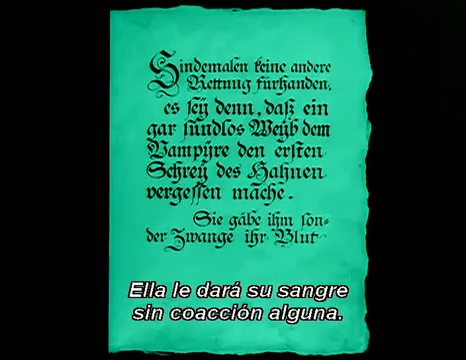 Sindemalen keine andere
Rettung fürhanden,
es sey denn, daß ein
gar sündlos Weyb dem
Vampyre den ersten
Schrey des Hahnen
vergessen mache.
Sie gäbe ihm son=
der Zwange ihr Blut
Ella le dará su sangre
sin coacción alguna.